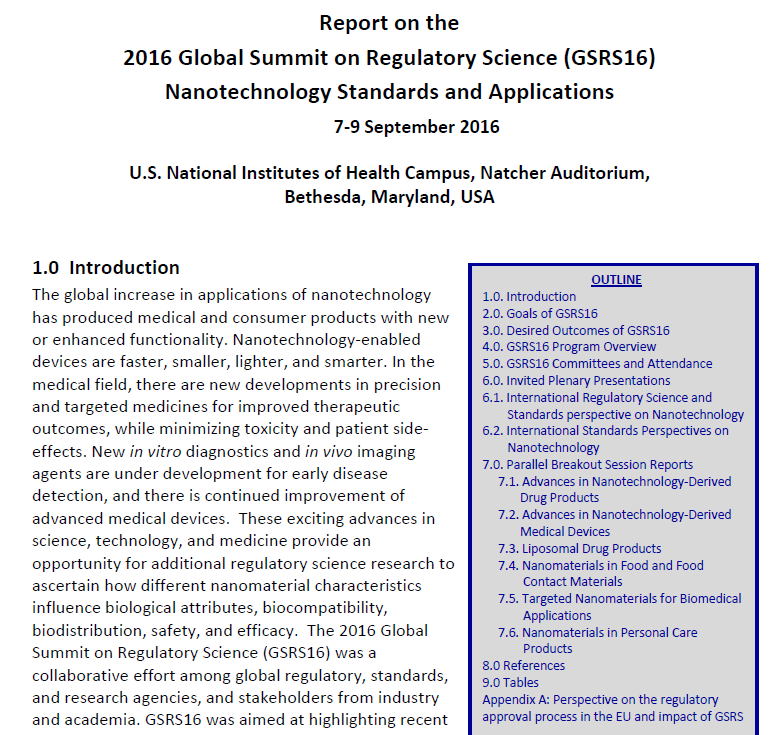 Report on the
2016 Global Summit on Regulatory Science (GSRS16)
Nanotechnology Standards and Applications
7-9 September 2016
U.S. National Institutes of Health Campus, Natcher Auditorium,
Bethesda, Maryland, USA
1.0 Introduction
The global increase in applications of nanotechnology
has produced medical and consumer products with new
or enhanced functionality. Nanotechnology-enabled
devices are faster, smaller, lighter, and smarter. In the
medical field, there are new developments in precision
and targeted medicines for improved therapeutic
outcomes, while minimizing toxicity and patient side-
effects. New in vitro diagnostics and in vivo imaging
agents are under development for early disease
detection, and there is continued improvement of
advanced medical devices. These exciting advances in
science, technology, and medicine provide an
opportunity for additional regulatory science research to
ascertain how different nanomaterial characteristics
influence biological attributes, biocompatibility,
biodistribution, safety, and efficacy. The 2016 Global
Summit on Regulatory Science (GSRS16) was a
collaborative effort among global regulatory, standards,
and research agencies, and stakeholders from industry
and academia. GSRS16 was aimed at highlighting recent
OUTLINE
1.0. Introduction
2.0. Goals of GSRS16
3.0. Desired Outcomes of GSRS16
4.0. GSRS16 Program Overview
5.0. GSRS16 Committees and Attendance
6.0. Invited Plenary Presentations
6.1. International Regulatory Science and
Standards perspective on Nanotechnology
6.2. International Standards Perspectives on
Nanotechnology
7.0. Parallel Breakout Session Reports
7.1. Advances in Nanotechnology-Derived
Drug Products
7.2. Advances in Nanotechnology-Derived
Medical Devices
7.3. Liposomal Drug Products
7.4. Nanomaterials in Food and Food
Contact Materials
7.5. Targeted Nanomaterials for Biomedical
Applications
7.6. Nanomaterials in Personal Care
Products
8.0 References
9.0 Tables
Appendix A: Perspective on the regulatory
approval process in the EU and impact of GSRS